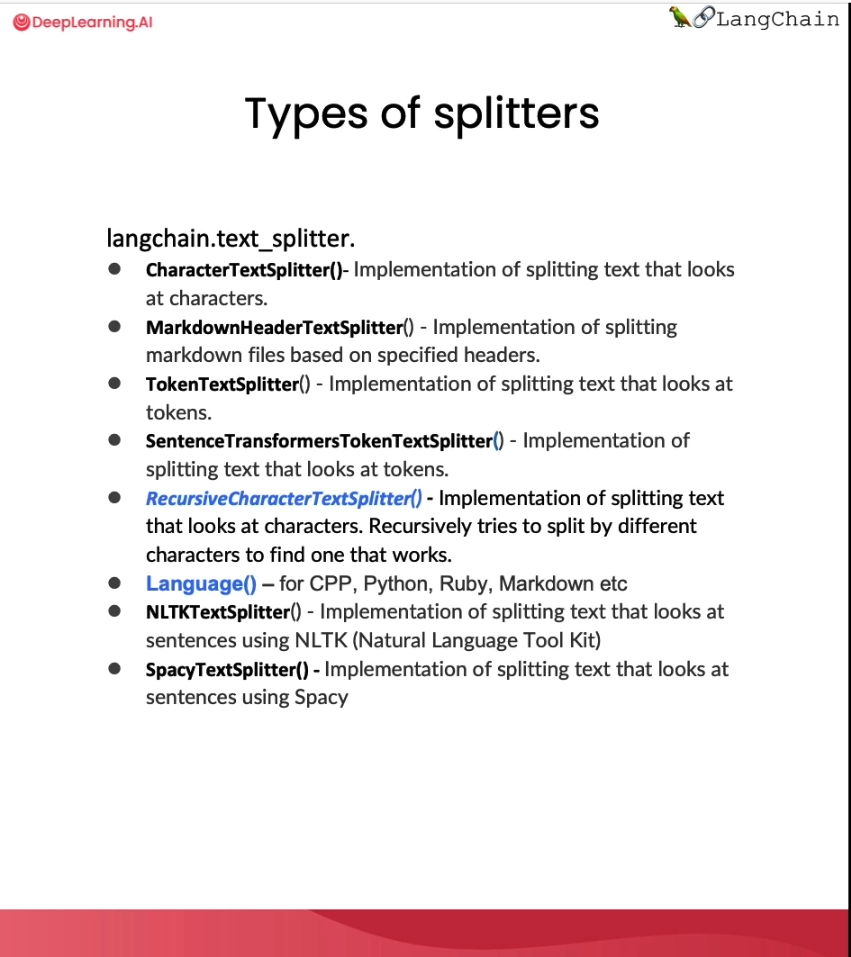 DeepLearning.AI
LangChain
Types of splitters
langchain.text_splitter.
● CharacterTextSplitter()- Implementation of splitting text that looks
at characters.
● MarkdownHeaderTextSplitter() - Implementation of splitting
markdown files based on specified headers.
● TokenTextSplitter() - Implementation of splitting text that looks at
tokens.
● SentenceTransformersTokenTextSplitter() - Implementation of
splitting text that looks at tokens.
● RecursiveCharacterTextSplitter() - Implementation of splitting text
that looks at characters. Recursively tries to split by different
characters to find one that works.
● Language() – for CPP, Python, Ruby, Markdown etc
● NLTKTextSplitter() - Implementation of splitting text that looks at
sentences using NLTK (Natural Language Tool Kit)
● SpacyTextSplitter() - Implementation of splitting text that looks at
sentences using Spacy